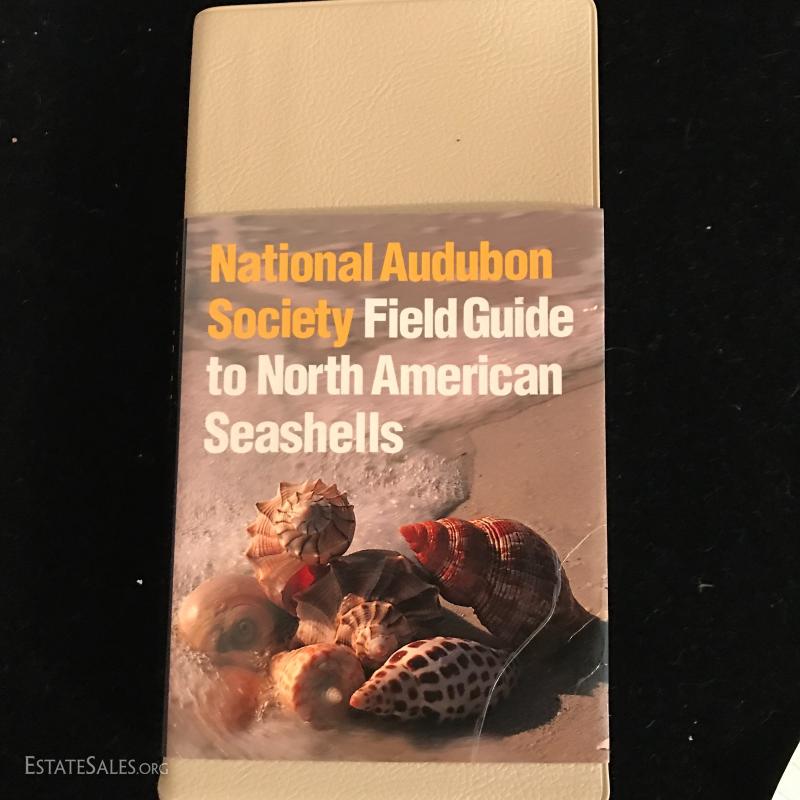 National Audubon
Society Field Guide
to North American
Seashells
ESTATESALES.ORG